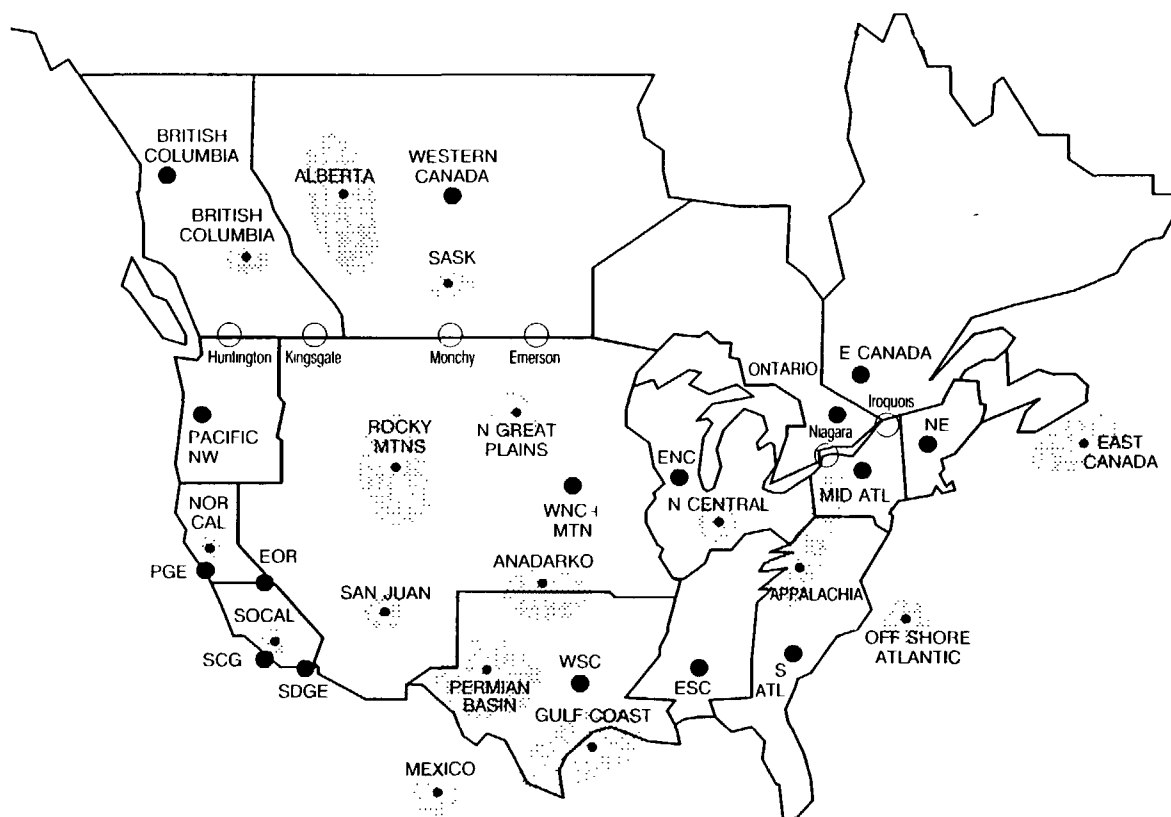 BRITISH
COLUMBIA
ALBERTA
WESTERN
CANADA
BRITISH
COLUMBIA
SASK
Huntington
Kingsgate
Monchy
Emerson
ONTARIO
E CANADA
Iroquois
Niagara
NE
EAST
CANADA
PACIFIC
NW
ROCKY
MTNS
N GREAT
PLAINS
ENC
MID ATL
N CENTRAL
WNC+
MTN
NOR
CAL
PGE
EOR
ANADARKO
SAN JUAN
APPALACHIA
SOCAL
OFF SHORE
ATLANTIC
SCG
SDGE
WSC
PERMIAN
BASIN
ESC
S
ATL
GULF COAST
MEXICO